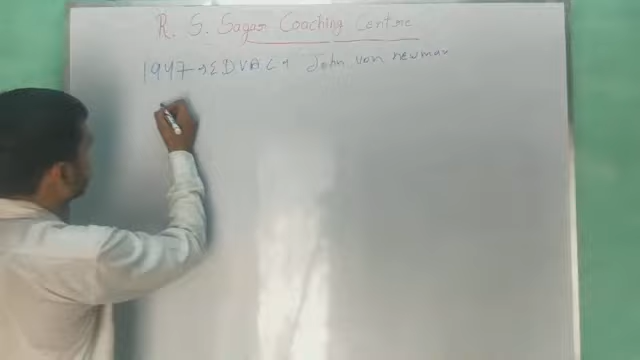 R. S. Sagar Coaching Centre
1947 → EDVAC → John von neuman